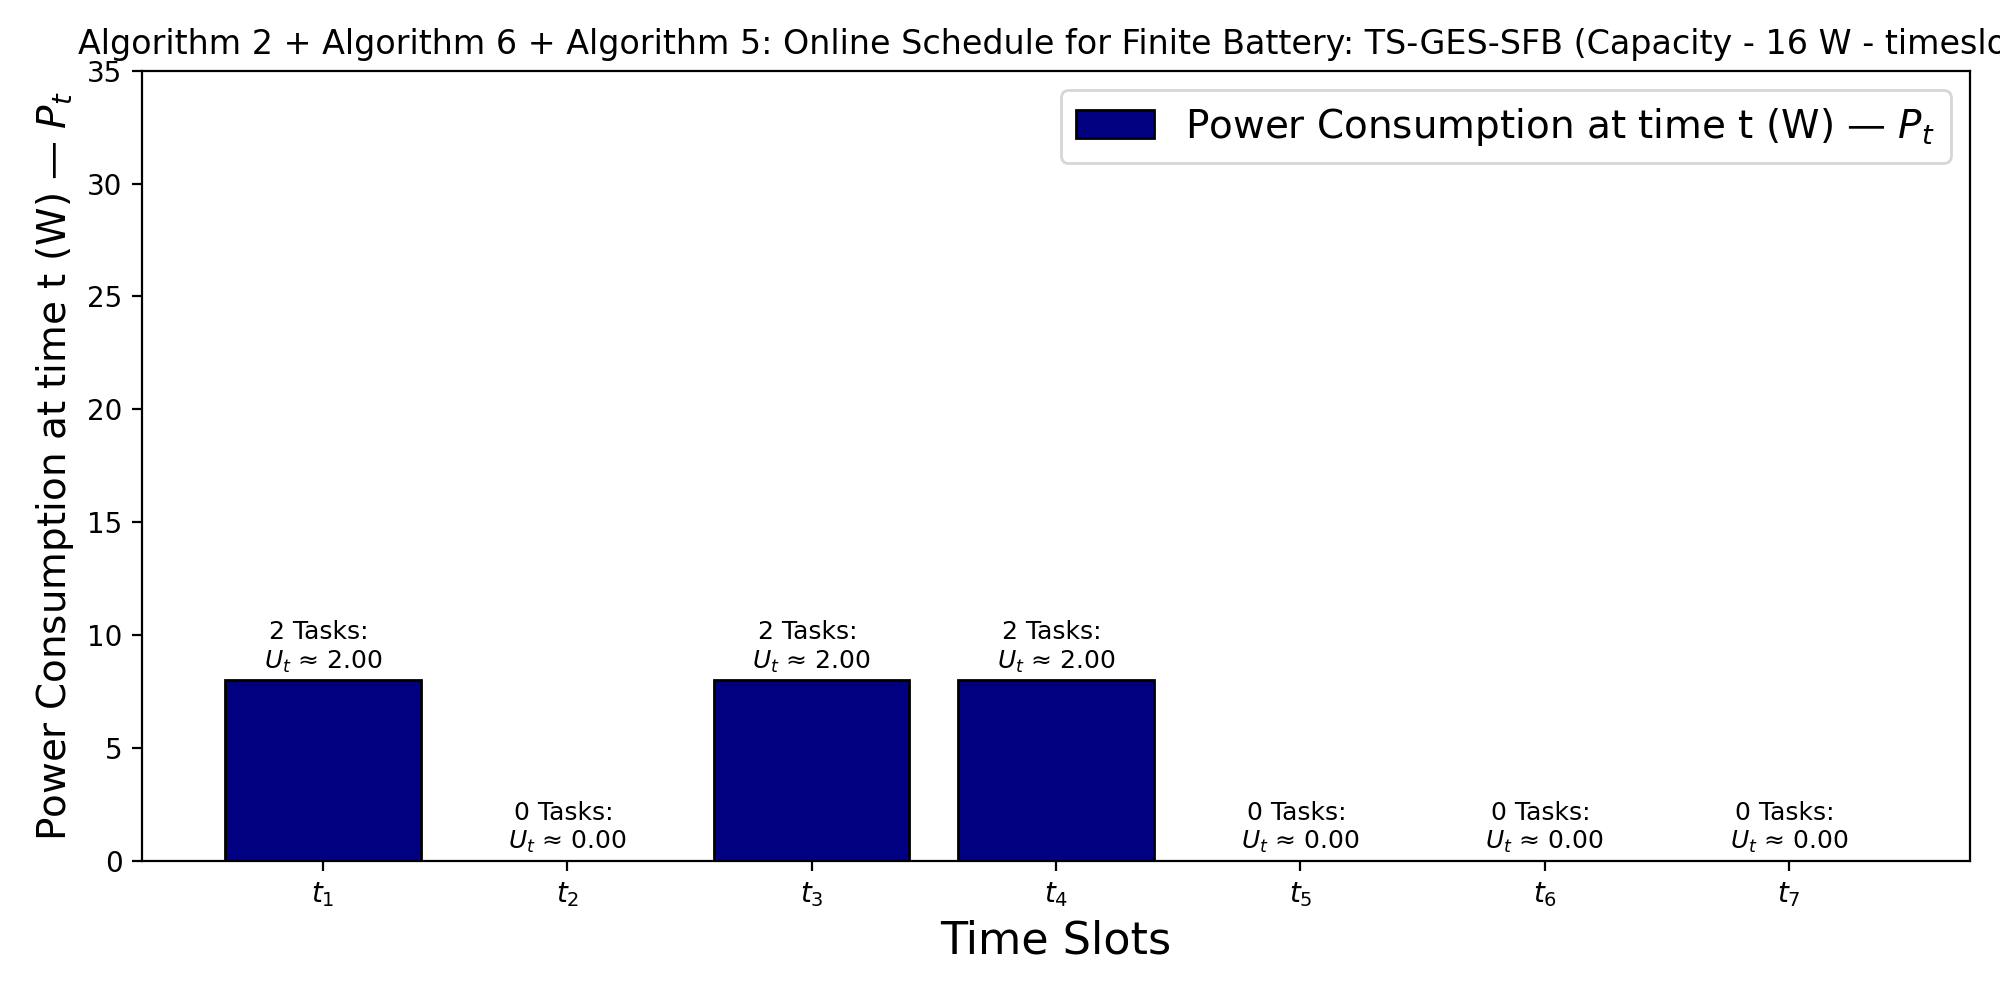 Algorithm 2 + Algorithm 6 + Algorithm 5: Online Schedule for Finite Battery: TS-GES-SFB (Capacity - 16 W -
Power Consumption at time t (W) — P_t
35
30
25
20
15
10
5
0
Power Consumption at time t (W) — P_t
2 Tasks:
U_t ≈ 2.00
0 Tasks:
U_t ≈ 0.00
2 Tasks:
U_t ≈ 2.00
2 Tasks:
U_t ≈ 2.00
0 Tasks:
U_t ≈ 0.00
0 Tasks:
U_t ≈ 0.00
0 Tasks:
U_t ≈ 0.00
t_1 t_2 t_3 t_4 t_5 t_6 t_7
Time Slots